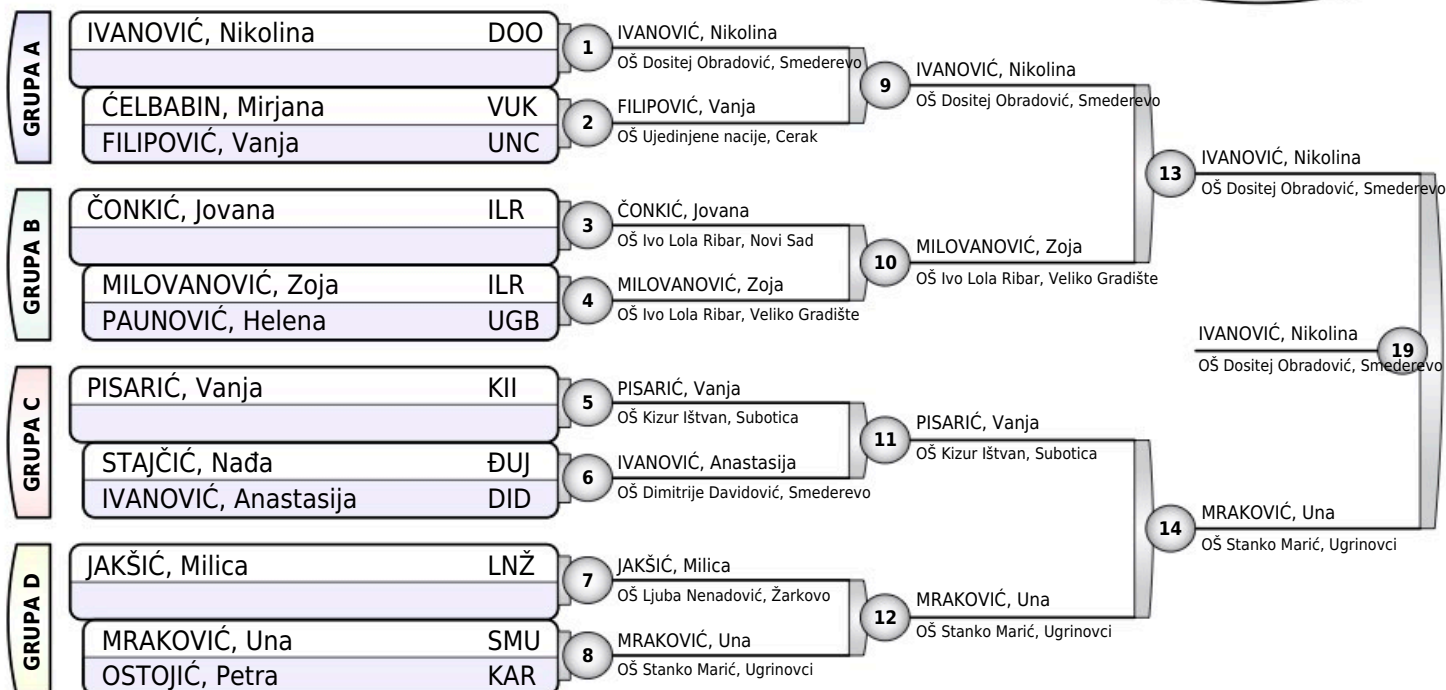 GRUPA A
IVANOVIĆ, Nikolina DOO
ĆELBABIN, Mirjana VUK
FILIPOVIĆ, Vanja UNC
GRUPA B
ČONKIĆ, Jovana ILR
MILOVANOVIĆ, Zoja ILR
PAUNOVIĆ, Helena UGB
GRUPA C
PISARIĆ, Vanja KII
STAJČIĆ, Nađa ĐUJ
IVANOVIĆ, Anastasija DID
GRUPA D
JAKŠIĆ, Milica LNŽ
MRAKOVIĆ, Una SMU
OSTOJIĆ, Petra KAR
1
IVANOVIĆ, Nikolina
OŠ Dositej Obradović, Smederevo
2
FILIPOVIĆ, Vanja
OŠ Ujedinjene nacije, Cerak
3
ČONKIĆ, Jovana
OŠ Ivo Lola Ribar, Novi Sad
4
MILOVANOVIĆ, Zoja
OŠ Ivo Lola Ribar, Veliko Gradište
5
PISARIĆ, Vanja
OŠ Kizur Ištvan, Subotica
6
IVANOVIĆ, Anastasija
OŠ Dimitrije Davidović, Smederevo
7
JAKŠIĆ, Milica
OŠ Ljuba Nenadović, Žarkovo
8
MRAKOVIĆ, Una
OŠ Stanko Marić, Ugrinovci
9
IVANOVIĆ, Nikolina
OŠ Dositej Obradović, Smederevo
10
MILOVANOVIĆ, Zoja
OŠ Ivo Lola Ribar, Veliko Gradište
11
PISARIĆ, Vanja
OŠ Kizur Ištvan, Subotica
12
MRAKOVIĆ, Una
OŠ Stanko Marić, Ugrinovci
13
IVANOVIĆ, Nikolina
OŠ Dositej Obradović, Smederevo
14
MRAKOVIĆ, Una
OŠ Stanko Marić, Ugrinovci
IVANOVIĆ, Nikolina
19
OŠ Dositej Obradović, Smederevo